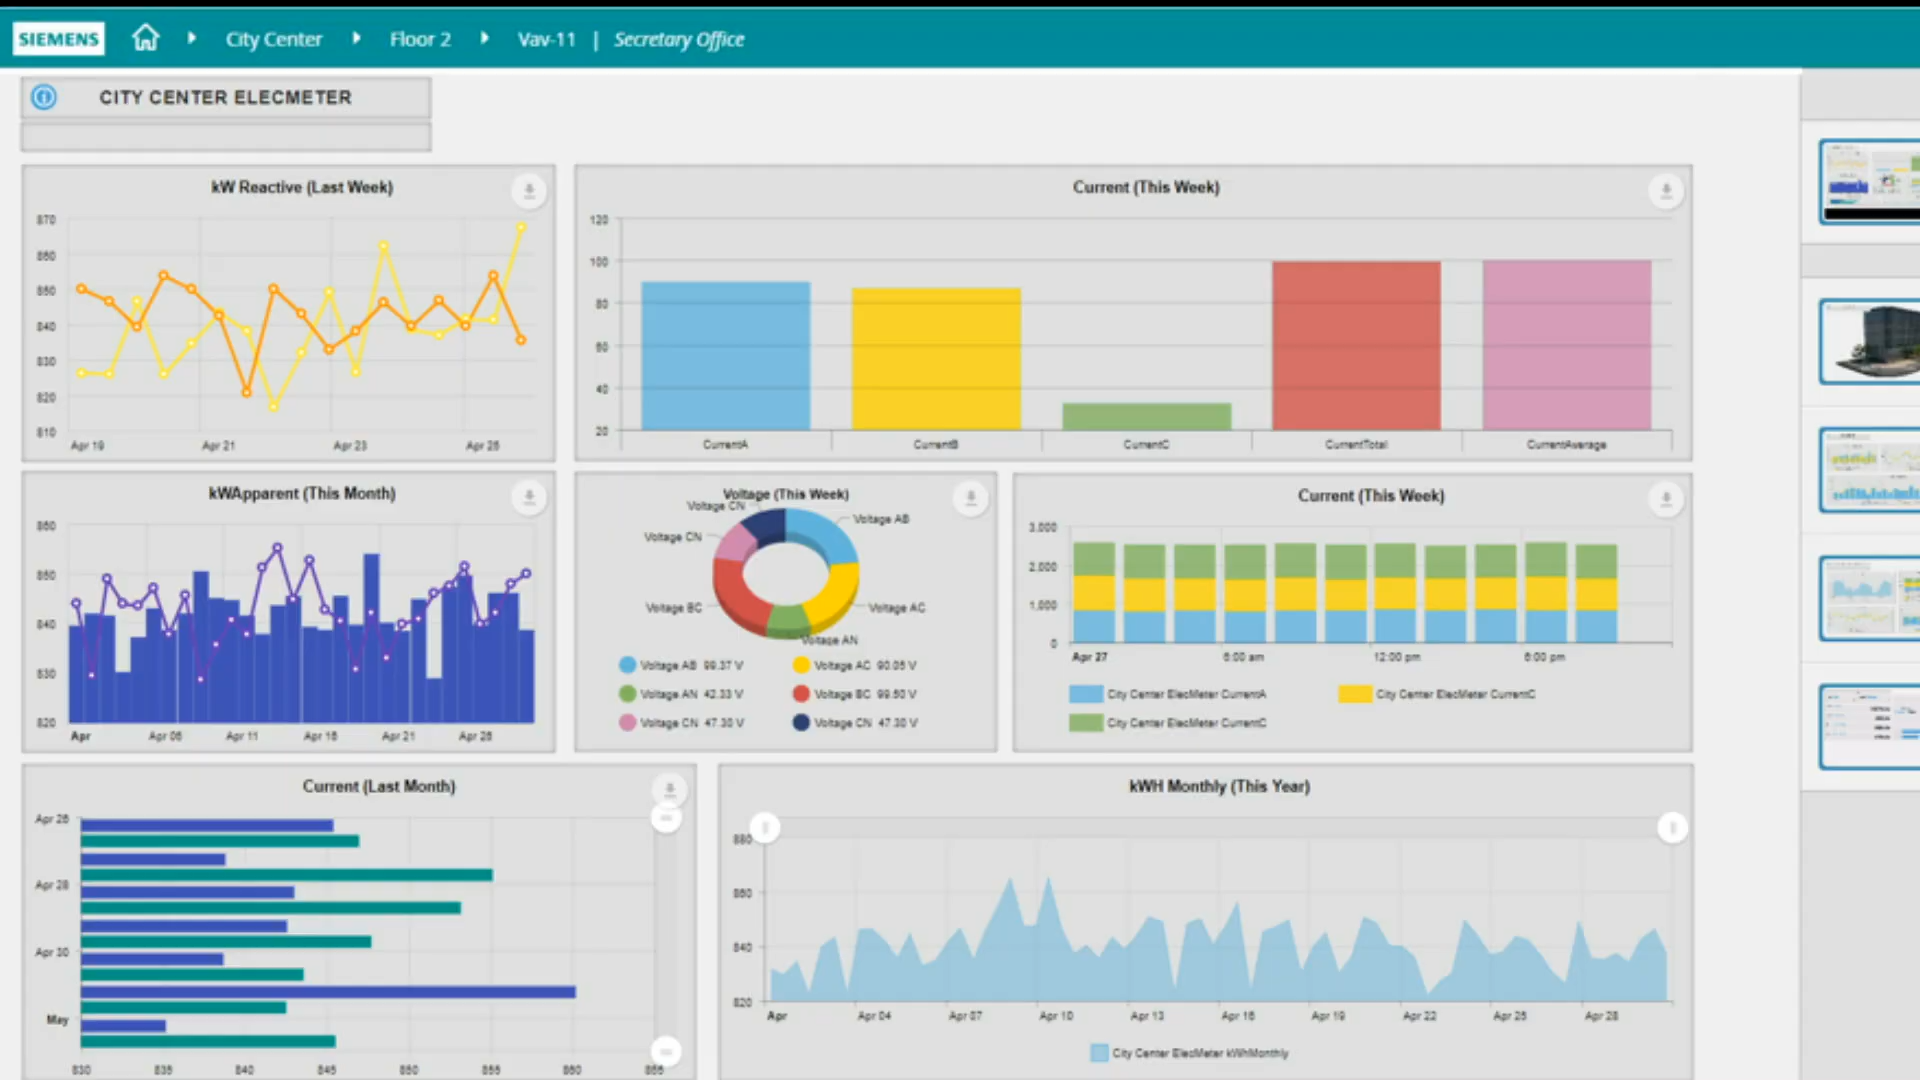 SIEMENS
City Center
Floor 2
Vav-11 | Secretary Office
CITY CENTER ELECMETER
kW Reactive (Last Week)
870
860
850
840
830
820
810
Apr 19
Apr 21
Apr 23
Apr 25
Current (This Week)
120
100
80
60
40
20
CurrentA
CurrentB
CurrentC
CurrentTotal
CurrentAverage
kWApparent (This Month)
860
850
840
830
820
Apr
Apr 06
Apr 11
Apr 16
Apr 21
Apr 26
Voltage (This Week)
Voltage CN
Voltage AB
Voltage CN
Voltage BC
Voltage AC
Voltage AN
Voltage AB 99.37 V
Voltage AC 90.05 V
Voltage AN 42.33 V
Voltage BC 99.50 V
Voltage CN 47.30 V
Voltage CN 47.30 V
Current (This Week)
3,000
2,000
1,000
0
Apr 27
6:00 am
12:00 pm
6:00 pm
City Center ElecMeter CurrentA
City Center ElecMeter CurrentC
City Center ElecMeter CurrentC
Current (Last Month)
Apr 26
Apr 28
Apr 30
May
830
835
840
845
850
855
860
865
kWH Monthly (This Year)
880
860
840
820
Apr
Apr 04
Apr 07
Apr 10
Apr 13
Apr 16
Apr 19
Apr 22
Apr 25
Apr 28
City Center ElecMeter kWhMonthly